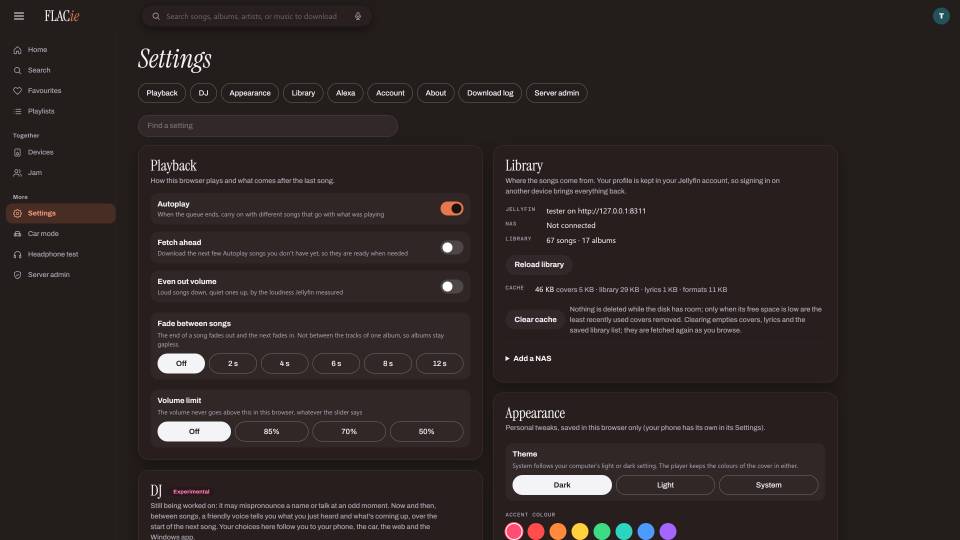 FLACie
Search songs, albums, artists, or music to download
T
Home
Search
Favourites
Playlists
Together
Devices
Jam
More
Settings
Car mode
Headphone test
Server admin
Settings
Playback
DJ
Appearance
Library
Alexa
Account
About
Download log
Server admin
Find a setting
Playback
How this browser plays and what comes after the last song.
Autoplay
When the queue ends, carry on with different songs that go with what was playing
Fetch ahead
Download the next few Autoplay songs you don't have yet, so they are ready when needed
Even out volume
Loud songs down, quiet ones up, by the loudness Jellyfin measured
Fade between songs
The end of a song fades out and the next fades in. Not between the tracks of one album, so albums stay
gapless.
Off
2 s
4 s
6 s
8 s
12 s
Volume limit
The volume never goes above this in this browser, whatever the slider says
Off
85%
70%
50%
DJ
Experimental
Still being worked on: it may mispronounce a name or talk at an odd moment. Now and then,
between songs, a friendly voice tells you what you just heard and what's coming up, over the
start of the next song. Your choices here follow you to your phone, the car, the web and the
Windows app.
Library
Where the songs come from. Your profile is kept in your Jellyfin account, so signing in on
another device brings everything back.
JELLYFIN tester on http://127.0.0.1:8311
NAS Not connected
LIBRARY 67 songs · 17 albums
Reload library
CACHE 46 KB covers 5 KB · library 29 KB · lyrics 1 KB · formats 11 KB
Clear cache
Nothing is deleted while the disk has room; only when its free space is low are the
least recently used covers removed. Clearing empties covers, lyrics and the
saved library list; they are fetched again as you browse.
Add a NAS
Appearance
Personal tweaks, saved in this browser only (your phone has its own in its Settings).
Theme
System follows your computer's light or dark setting. The player keeps the colours of the cover in either.
Dark
Light
System
ACCENT COLOUR